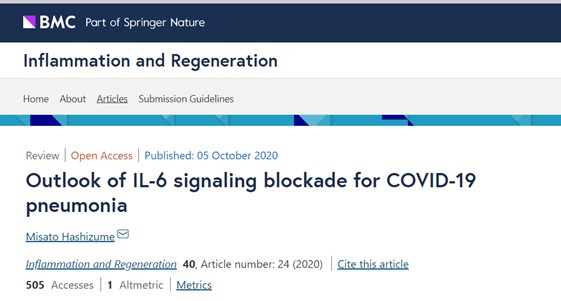 BMC Part of Springer Nature
Inflammation and Regeneration
Home About Articles Submission Guidelines
Review | Open Access | Published: 05 October 2020
Outlook of IL-6 signaling blockade for COVID-19
pneumonia
Misato Hashizume
Inflammation and Regeneration 40, Article number: 24 (2020) | Cite this article
505 Accesses | 1 Altmetric | Metrics